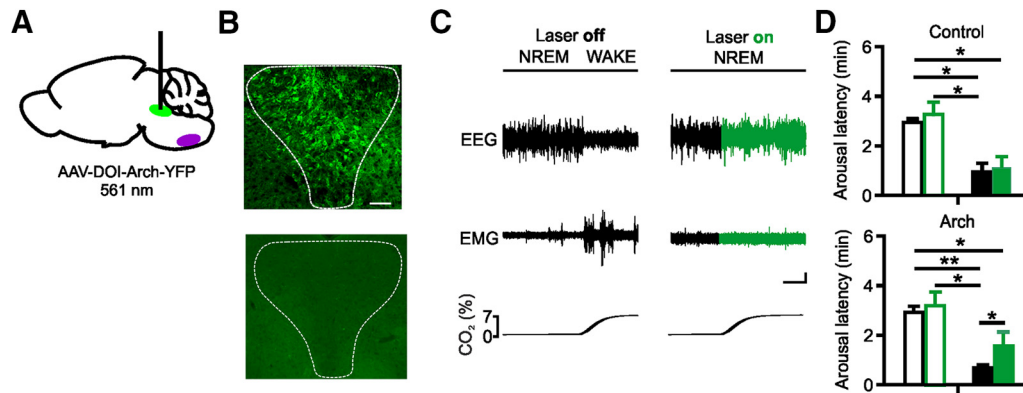 A
AAV-DOI-Arch-YFP
561 nm
B
C
Laser off
NREM WAKE
Laser on
NREM
EEG
EMG
CO₂ (%)
7
0
D
Control
Arousal latency (min)
6
4
2
0
*
*
*
Arch
Arousal latency (min)
6
4
2
0
*
**
*
*